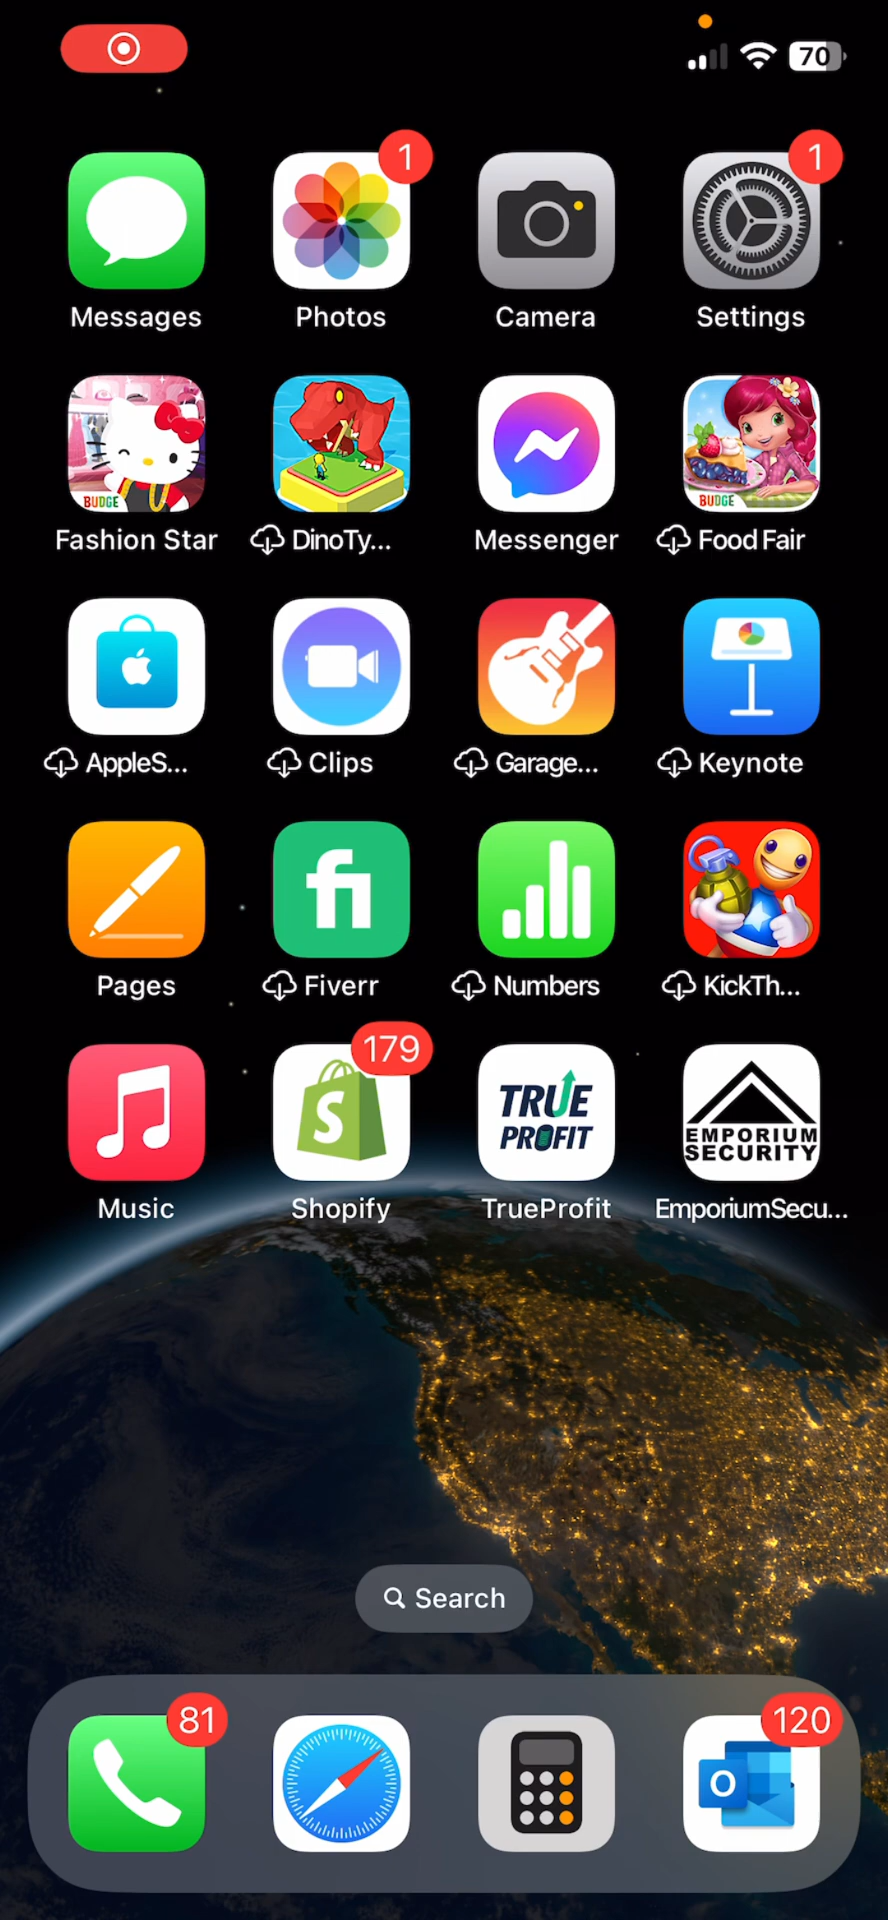 70
1
1
Messages
Photos
Camera
Settings
BUDGE
BUDGE
Fashion Star
DinoTy...
Messenger
Food Fair
AppleS...
Clips
Garage...
Keynote
fi
Pages
Fiverr
Numbers
KickTh...
179
S
TRUE
PROFIT
EMPORIUM
SECURITY
Music
Shopify
TrueProfit
EmporiumSecu...
Search
81
120
O